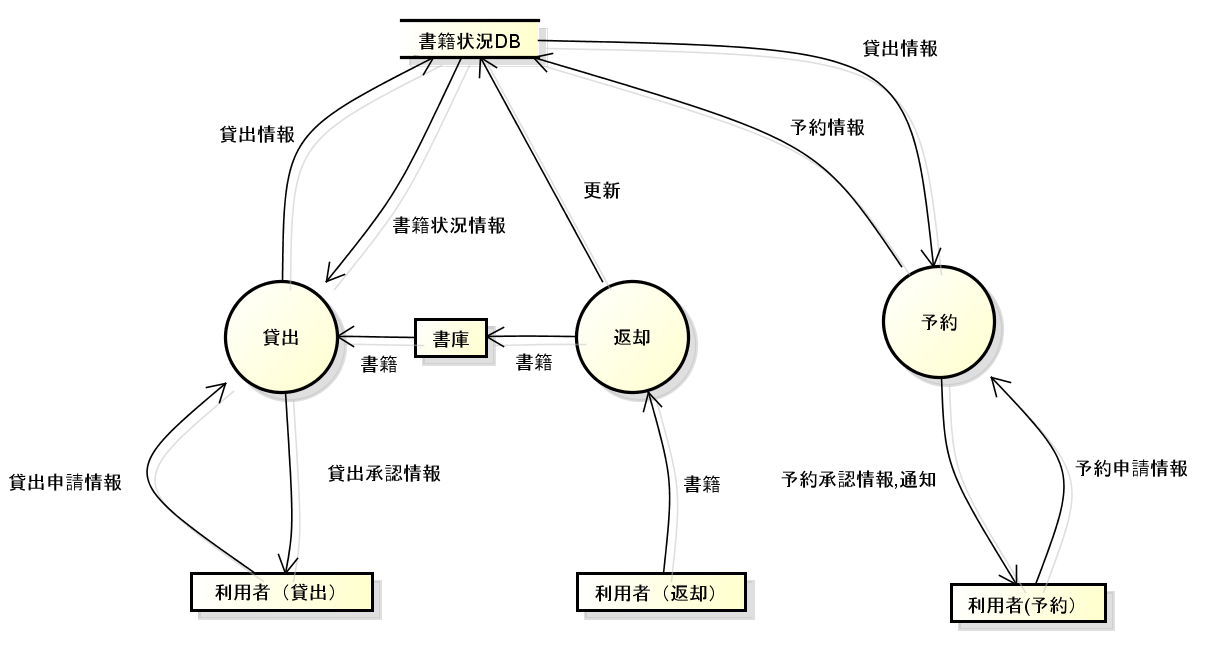 書籍状況DB
貸出情報
予約情報
貸出情報
更新
書籍状況情報
貸出
書庫
返却
予約
書籍
書籍
貸出申請情報
貸出承認情報
書籍
予約承認情報,通知
予約申請情報
利用者（貸出）
利用者（返却）
利用者(予約）